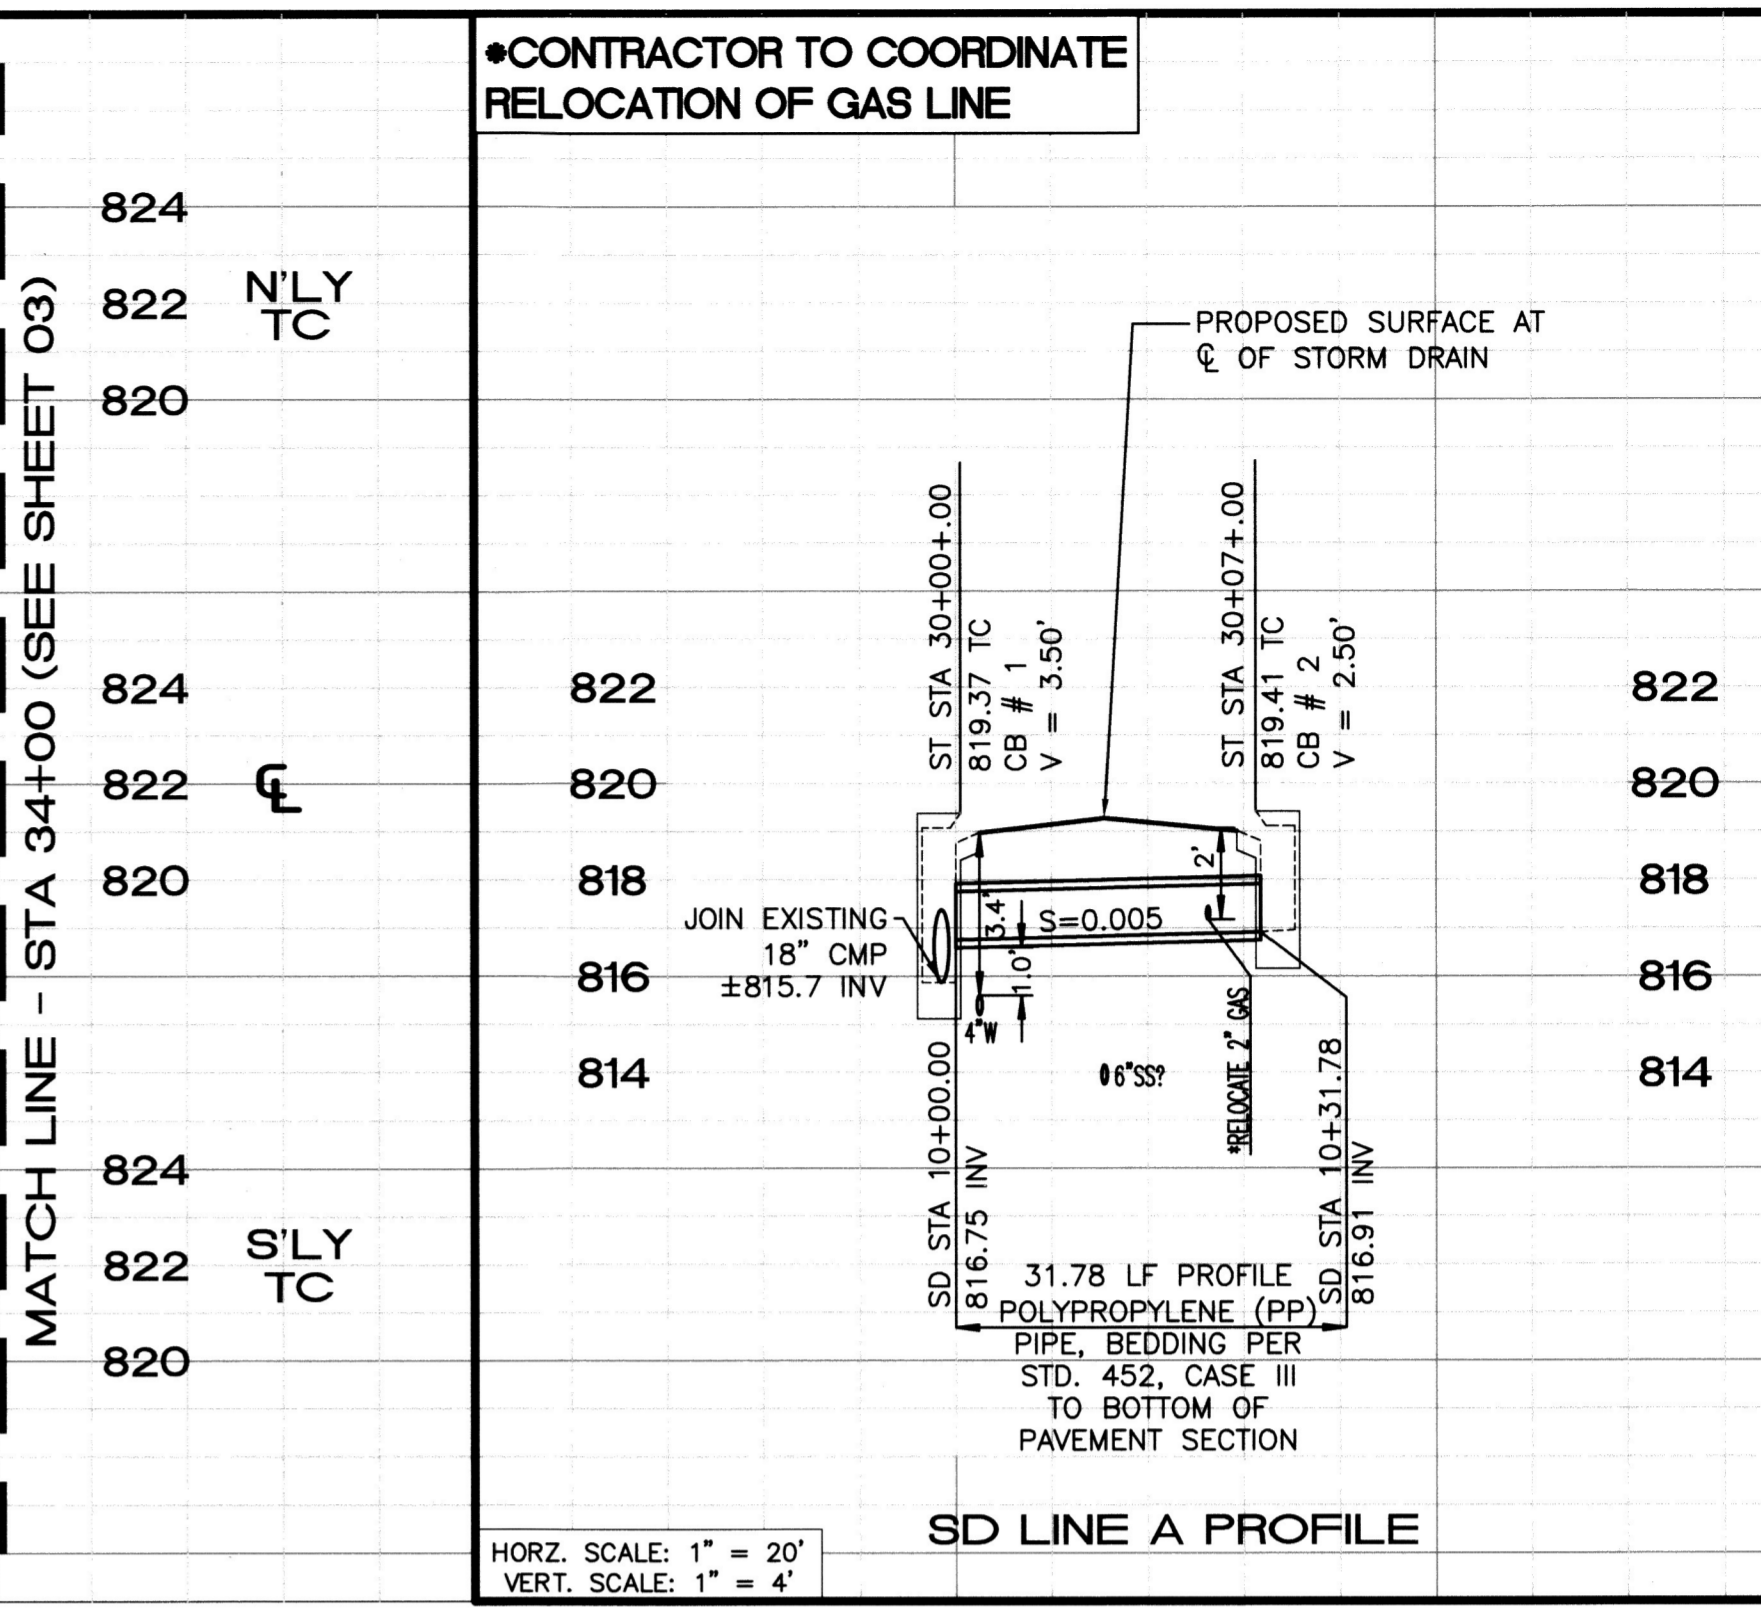 *CONTRACTOR TO COORDINATE
RELOCATION OF GAS LINE
MATCH LINE - STA 34+00 (SEE SHEET 03)
824
822
820
N'LY
TC
824
822
820
℄
824
822
820
S'LY
TC
822
820
818
816
814
PROPOSED SURFACE AT
℄ OF STORM DRAIN
ST STA 30+00+.00
819.37 TC
CB # 1
V = 3.50'
ST STA 30+07+.00
819.41 TC
CB # 2
V = 2.50'
822
820
818
816
814
JOIN EXISTING
18" CMP
±815.7 INV
3.4'
1.0'
S=0.005
2'
4"W
6"SS?
*RELOCATE 2" GAS
SD STA 10+00.00
816.75 INV
SD STA 10+31.78
816.91 INV
31.78 LF PROFILE
POLYPROPYLENE (PP)
PIPE, BEDDING PER
STD. 452, CASE III
TO BOTTOM OF
PAVEMENT SECTION
SD LINE A PROFILE
HORZ. SCALE: 1" = 20'
VERT. SCALE: 1" = 4'